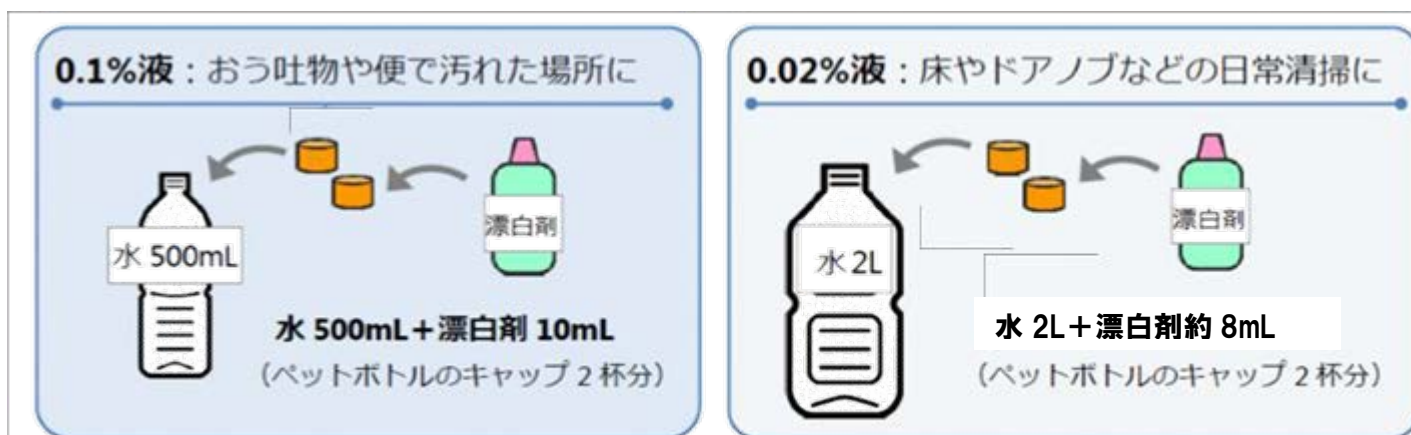 0.1%液：おう吐物や便で汚れた場所に
水 500mL
漂白剤
水 500mL＋漂白剤 10mL
（ペットボトルのキャップ 2 杯分）
0.02%液：床やドアノブなどの日常清掃に
水 2L
漂白剤
水 2L＋漂白剤約 8mL
（ペットボトルのキャップ 2 杯分）